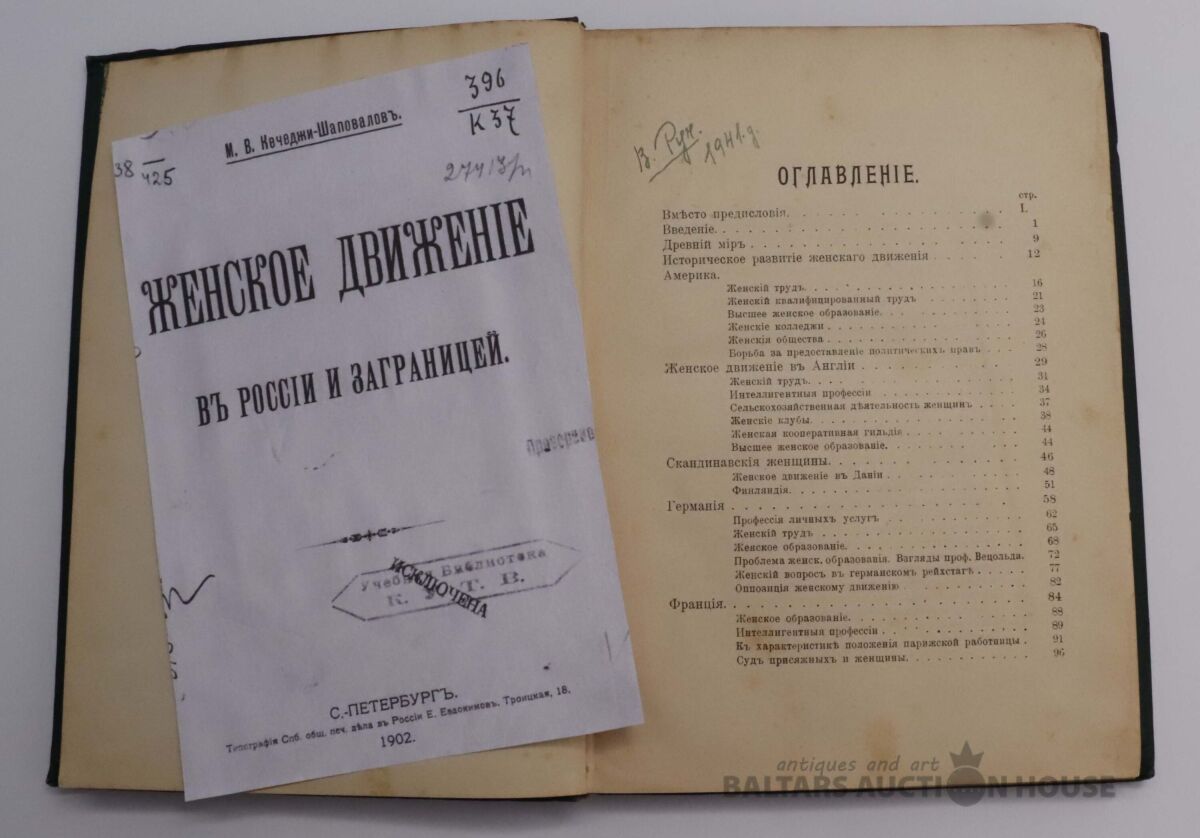 М. В. Кечеджи-Шаповаловъ.
396
К 37
38
425
ЖЕНСКОЕ ДВИЖЕНІЕ
ВЪ РОССІИ И ЗАГРАНИЦЕЙ.
Учебная Библіотека
ИСКЛЮЧЕНА
С.-ПЕТЕРБУРГЪ.
Типографія Спб. общ. печ. дѣла въ Россіи Е. Евдокимовъ. Троицкая, 18.
1902.
1941.
ОГЛАВЛЕНІЕ.
стр.
Вмѣсто предисловія. I.
Введеніе. 1
Древній міръ 9
Историческое развитіе женскаго движенія 12
Америка.
Женскій трудъ. 16
Женскій квалифицированный трудъ 21
Высшее женское образованіе. 23
Женскіе колледжи 24
Женскія общества 26
Борьба за предоставленіе политическихъ правъ 28
Женское движеніе въ Англіи 29
Женскій трудъ. 31
Интеллигентныя профессіи 34
Сельскохозяйственная дѣятельность женщинъ 37
Женскіе клубы. 38
Женская кооперативная гильдія 44
Высшее женское образованіе. 44
Скандинавскія женщины. 46
Женское движеніе въ Даніи 48
Финляндія. 51
Германія 58
Профессія личныхъ услугъ 62
Женскій трудъ 65
Женское образованіе. 68
Проблема женск. образованія. Взгляды проф. Вецольда. 72
Женскій вопросъ въ германскомъ рейхстагѣ 77
Оппозиція женскому движенію 82
Франція. 84
Женское образованіе. 88
Интеллигентныя профессіи 89
Къ характеристикѣ положенія парижской работницы 91
Судъ присяжныхъ и женщины. 96
antiques and art
BALTARS AUCTION HOUSE